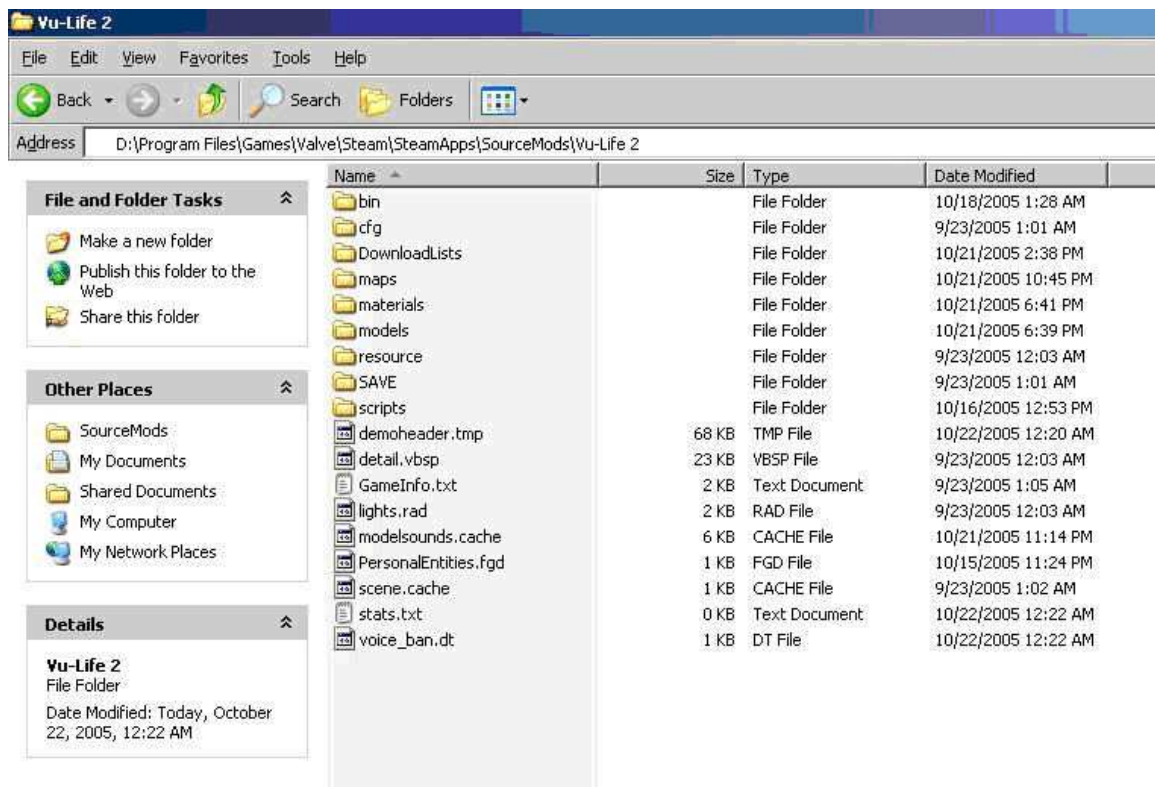 Vu-Life 2
File Edit View Favorites Tools Help
Back Search Folders
Address D:\Program Files\Games\Valve\Steam\SteamApps\SourceMods\Vu-Life 2
File and Folder Tasks
Make a new folder
Publish this folder to the
Web
Share this folder
Other Places
SourceMods
My Documents
Shared Documents
My Computer
My Network Places
Details
Vu-Life 2
File Folder
Date Modified: Today, October
22, 2005, 12:22 AM
Name Size Type Date Modified
bin File Folder 10/18/2005 1:28 AM
cfg File Folder 9/23/2005 1:01 AM
DownloadLists File Folder 10/21/2005 2:38 PM
maps File Folder 10/21/2005 10:45 PM
materials File Folder 10/21/2005 6:41 PM
models File Folder 10/21/2005 6:39 PM
resource File Folder 9/23/2005 12:03 AM
SAVE File Folder 9/23/2005 1:01 AM
scripts File Folder 10/16/2005 12:53 PM
demoheader.tmp 68 KB TMP File 10/22/2005 12:20 AM
detail.vbsp 23 KB VBSP File 9/23/2005 12:03 AM
GameInfo.txt 2 KB Text Document 9/23/2005 1:05 AM
lights.rad 2 KB RAD File 9/23/2005 12:03 AM
modelsounds.cache 6 KB CACHE File 10/21/2005 11:14 PM
PersonalEntities.fgd 1 KB FGD File 10/15/2005 11:24 PM
scene.cache 1 KB CACHE File 9/23/2005 1:02 AM
stats.txt 0 KB Text Document 10/22/2005 12:22 AM
voice_ban.dt 1 KB DT File 10/22/2005 12:22 AM